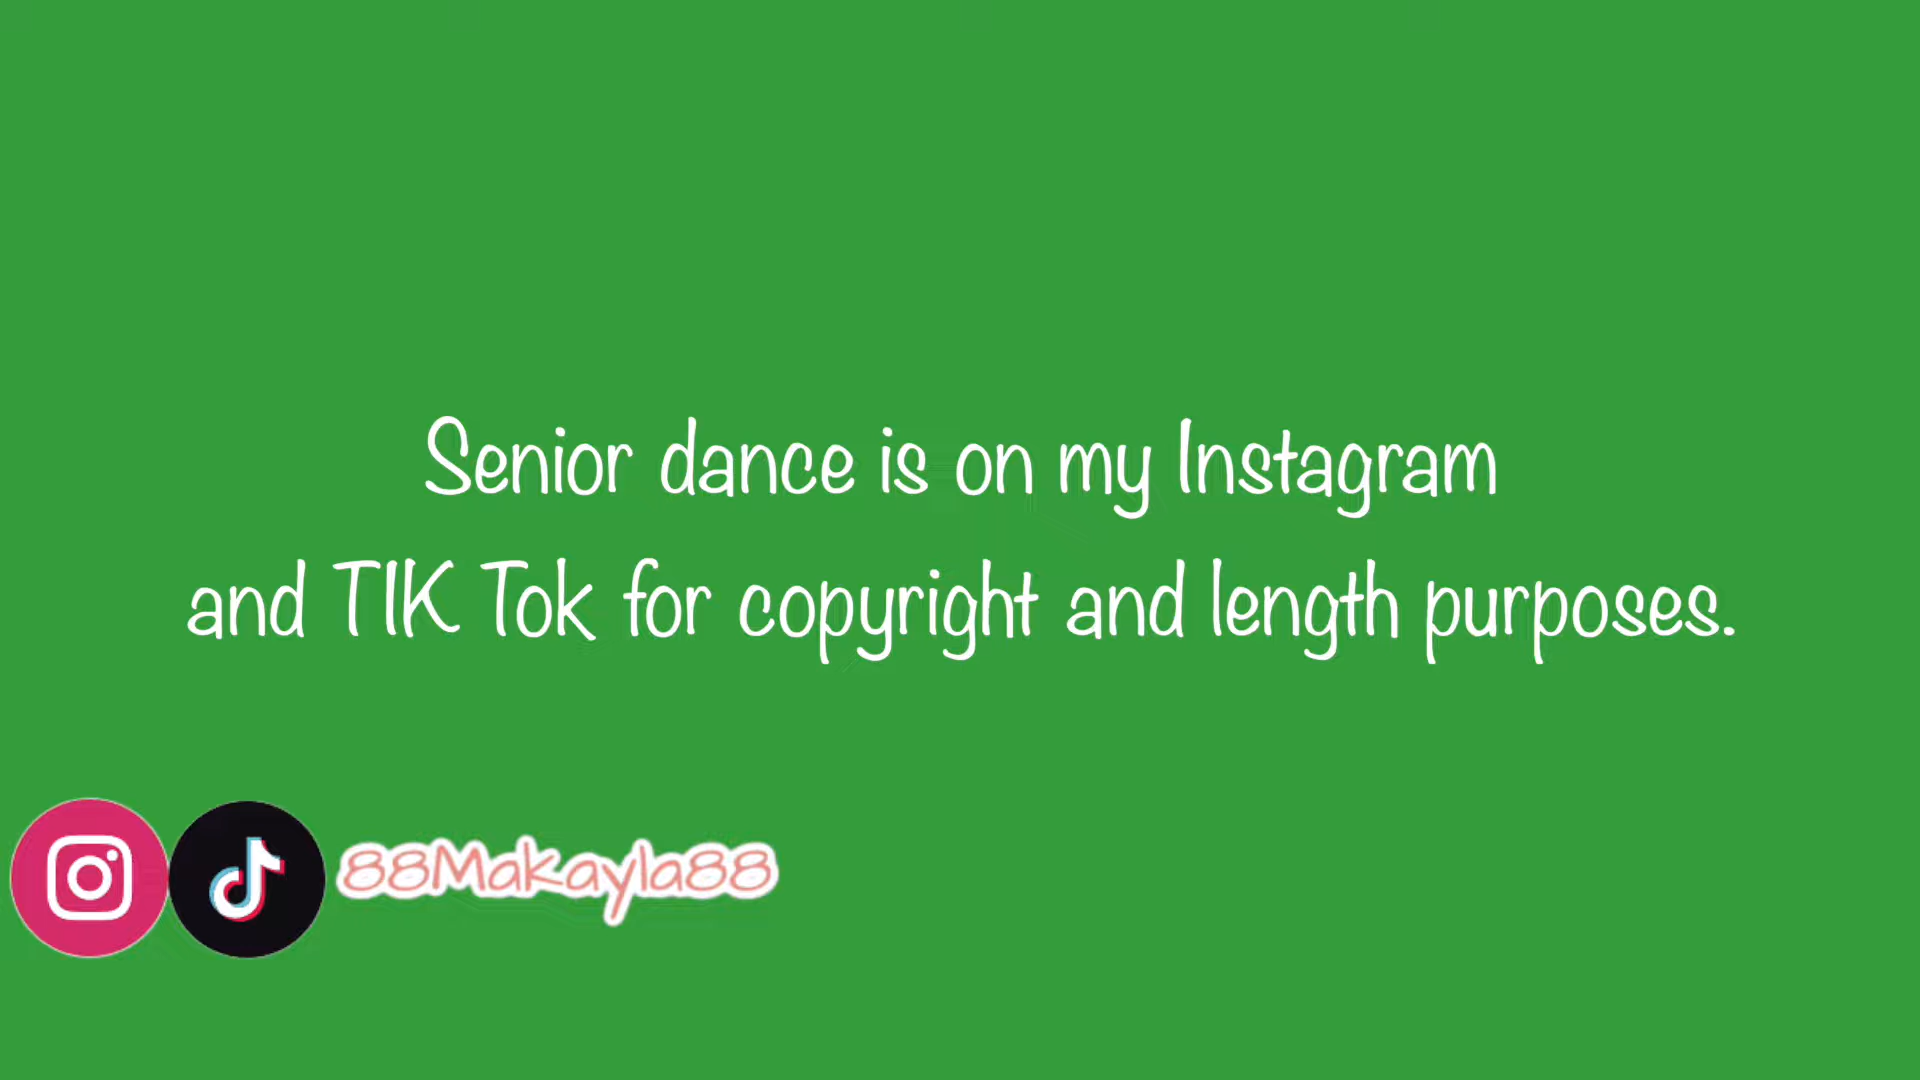 Senior dance is on my Instagram
and TIK Tok for copyright and length purposes.
88Makayla88